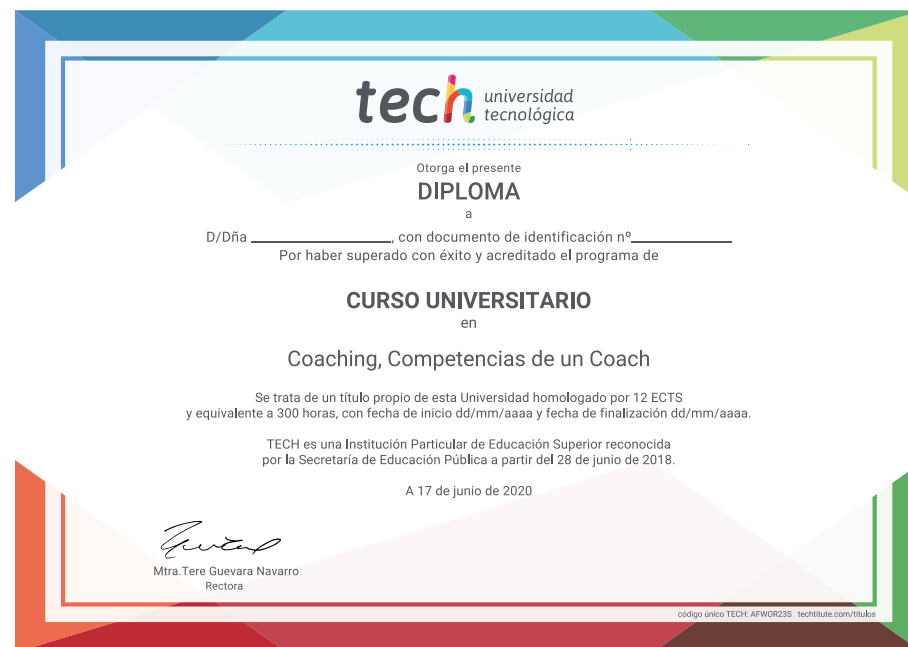 tech universidad
tecnológica
Otorga el presente
DIPLOMA
a
D/Dña ____________________, con documento de identificación nº______________
Por haber superado con éxito y acreditado el programa de
CURSO UNIVERSITARIO
en
Coaching, Competencias de un Coach
Se trata de un título propio de esta Universidad homologado por 12 ECTS
y equivalente a 300 horas, con fecha de inicio dd/mm/aaaa y fecha de finalización dd/mm/aaaa.
TECH es una Institución Particular de Educación Superior reconocida
por la Secretaría de Educación Pública a partir del 28 de junio de 2018.
A 17 de junio de 2020
Mtra.Tere Guevara Navarro
Rectora
código único TECH: AFWOR23S techtitute.com/titulos